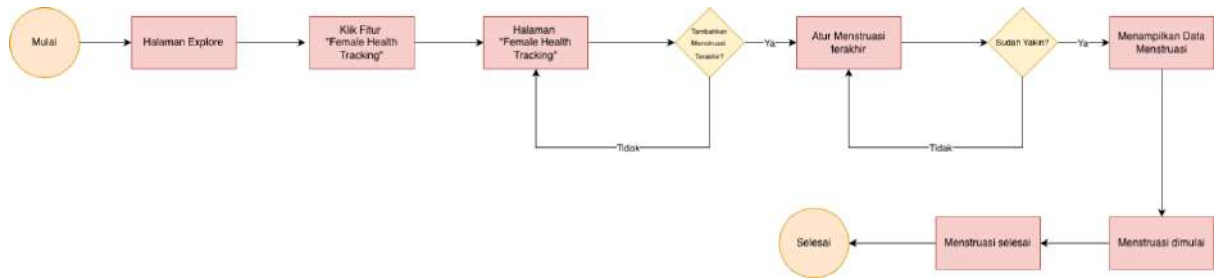 Mulai
Halaman Explore
Klik Fitur
"Female Health
Tracking"
Halaman
"Female Health
Tracking"
Tambahkan
Menstruasi
Terakhir?
Ya
Atur Menstruasi
terakhir
Sudah Yakin?
Ya
Menampilkan Data
Menstruasi
Tidak
Tidak
Selesai
Menstruasi selesai
Menstruasi dimulai